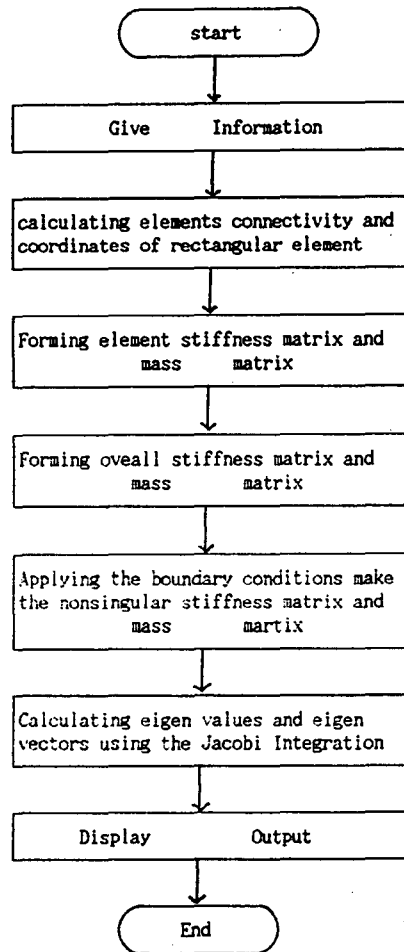 start
Give Information
calculating elements connectivity and
coordinates of rectangular element
Forming element stiffness matrix and
mass matrix
Forming oveall stiffness matrix and
mass matrix
Applying the boundary conditions make
the nonsingular stiffness matrix and
mass martix
Calculating eigen values and eigen
vectors using the Jacobi Integration
Display Output
End